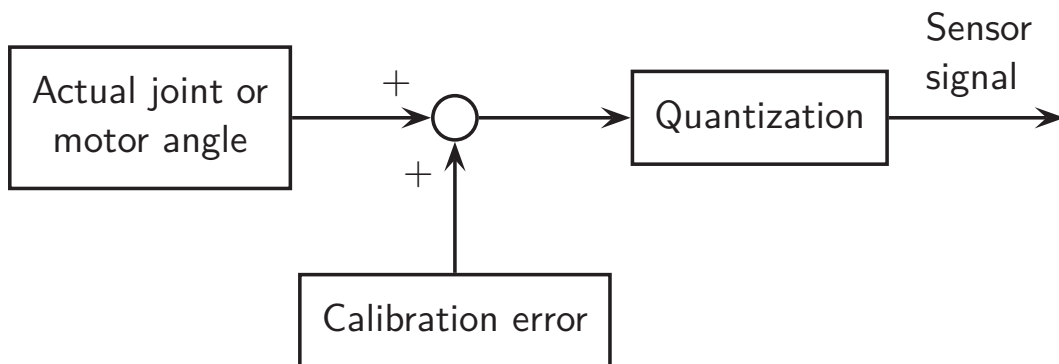 Sensor
signal
Actual joint or
motor angle
+
Quantization
+
Calibration error